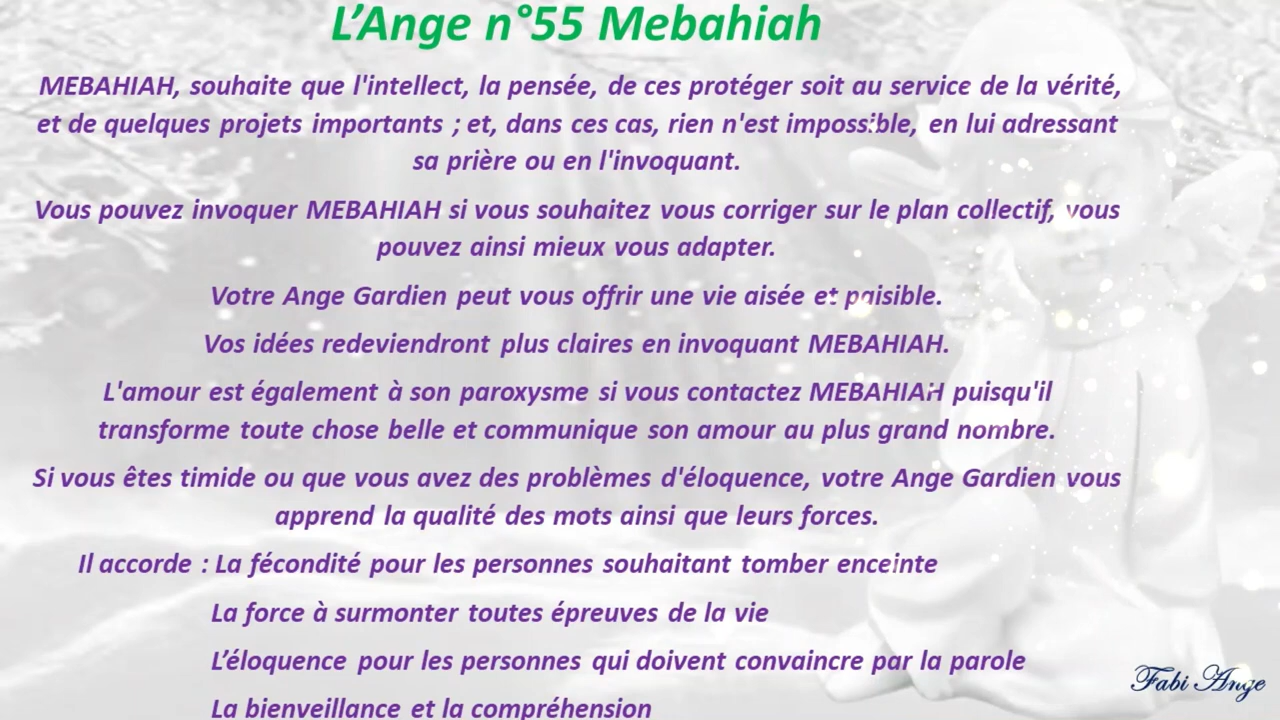 L’Ange n°55 Mebahiah
MEBAHIAH, souhaite que l'intellect, la pensée, de ces protéger soit au service de la vérité,
et de quelques projets importants ; et, dans ces cas, rien n'est impossible, en lui adressant
sa prière ou en l'invoquant.
Vous pouvez invoquer MEBAHIAH si vous souhaitez vous corriger sur le plan collectif, vous
pouvez ainsi mieux vous adapter.
Votre Ange Gardien peut vous offrir une vie aisée et paisible.
Vos idées redeviendront plus claires en invoquant MEBAHIAH.
L'amour est également à son paroxysme si vous contactez MEBAHIAH puisqu'il
transforme toute chose belle et communique son amour au plus grand nombre.
Si vous êtes timide ou que vous avez des problèmes d'éloquence, votre Ange Gardien vous
apprend la qualité des mots ainsi que leurs forces.
Il accorde : La fécondité pour les personnes souhaitant tomber enceinte
La force à surmonter toutes épreuves de la vie
L’éloquence pour les personnes qui doivent convaincre par la parole
La bienveillance et la compréhension
Fabi Ange